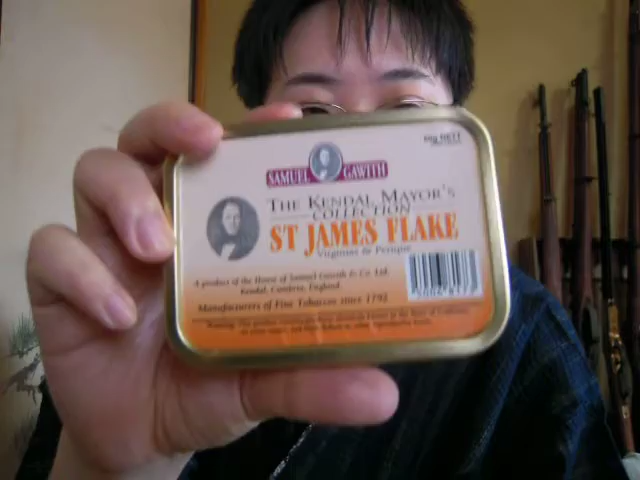 50g NETT
SAMUEL GAWITH
THE KENDAL MAYOR'S
COLLECTION
ST JAMES FLAKE
Virginias & Perique
A product of the House of Samuel Gawith & Co. Ltd.
Kendal, Cumbria, England.
Manufacturers of Fine Tobaccos since 1792